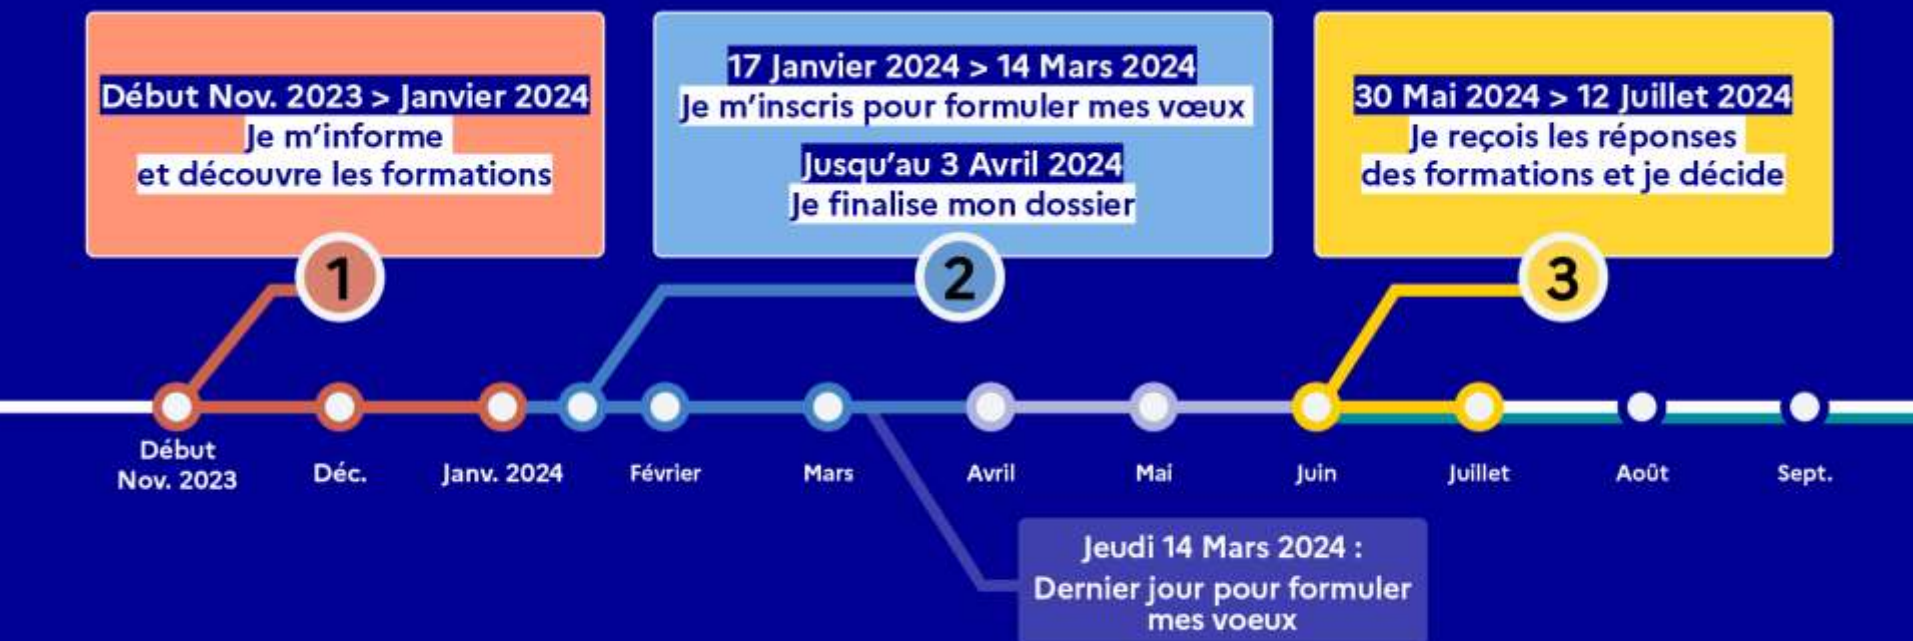 Début Nov. 2023 > Janvier 2024
Je m’informe
et découvre les formations
1
17 Janvier 2024 > 14 Mars 2024
Je m’inscris pour formuler mes vœux
Jusqu’au 3 Avril 2024
Je finalise mon dossier
2
30 Mai 2024 > 12 Juillet 2024
Je reçois les réponses
des formations et je décide
3
Début
Nov. 2023
Déc.
Janv. 2024
Février
Mars
Avril
Mai
Juin
Juillet
Août
Sept.
Jeudi 14 Mars 2024 :
Dernier jour pour formuler
mes voeux